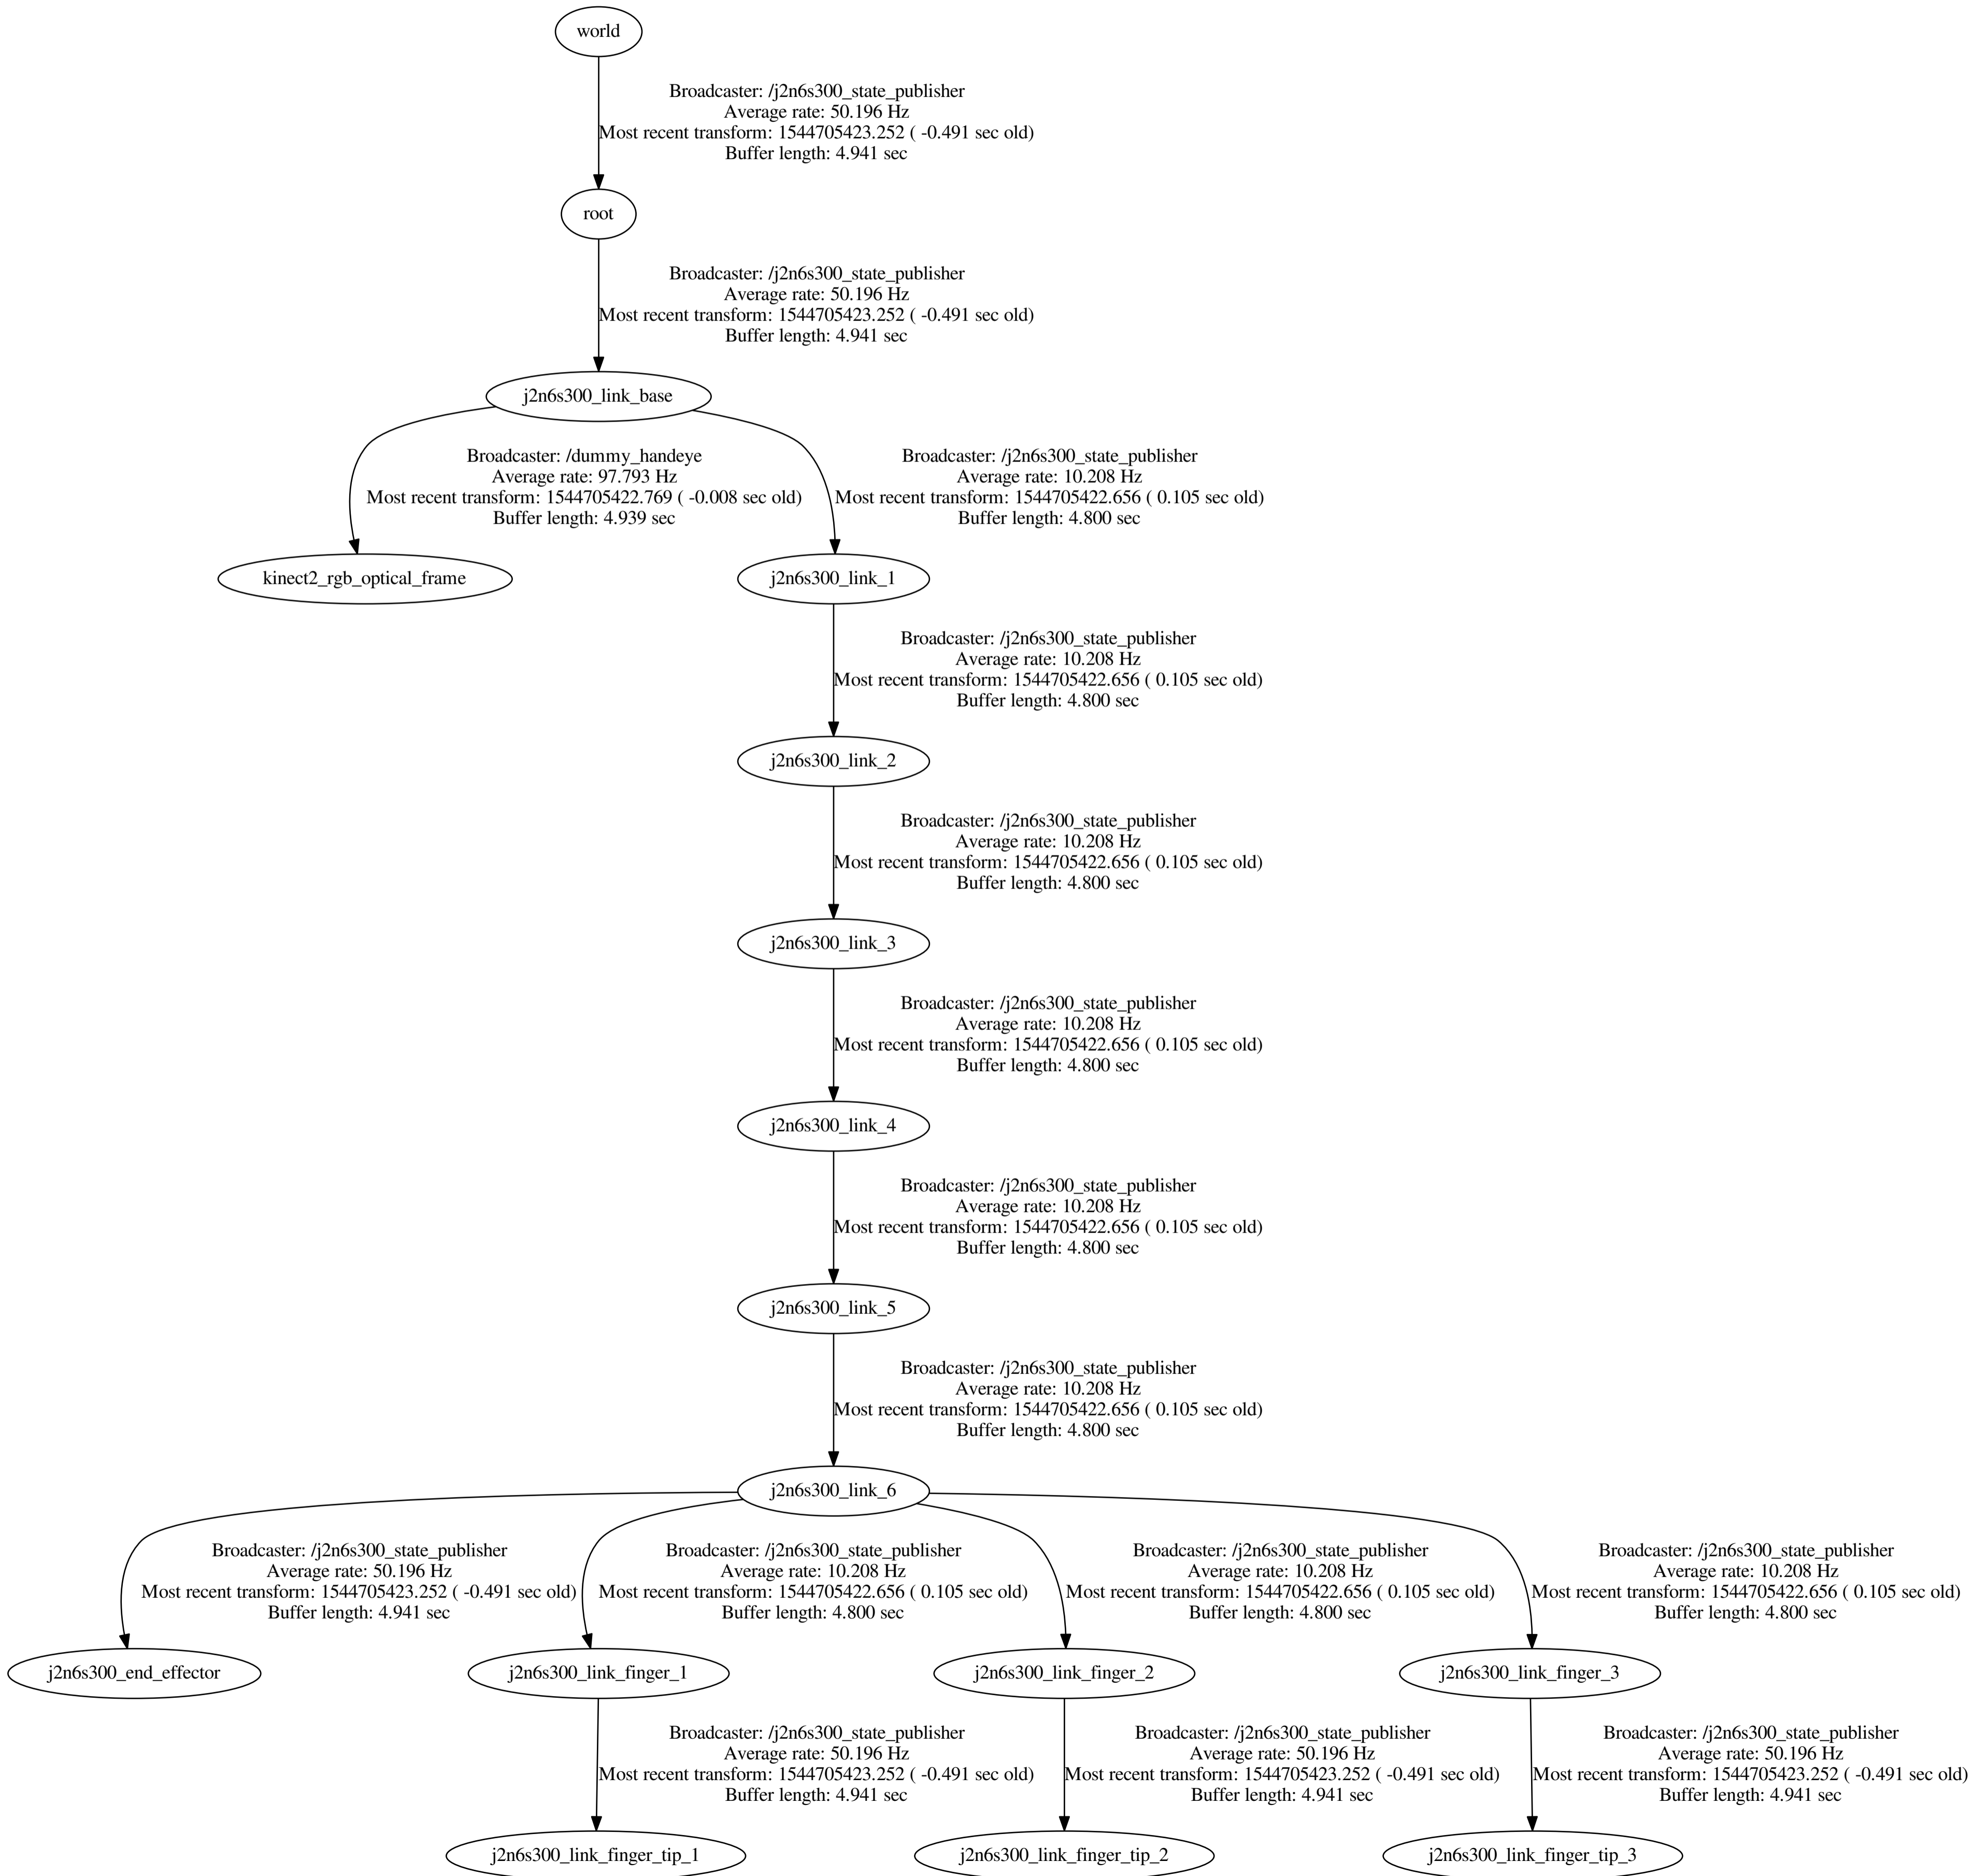 world
Broadcaster: /j2n6s300_state_publisher
Average rate: 50.196 Hz
Most recent transform: 1544705423.252 ( -0.491 sec old)
Buffer length: 4.941 sec
root
Broadcaster: /j2n6s300_state_publisher
Average rate: 50.196 Hz
Most recent transform: 1544705423.252 ( -0.491 sec old)
Buffer length: 4.941 sec
j2n6s300_link_base
Broadcaster: /dummy_handeye
Average rate: 97.793 Hz
Most recent transform: 1544705422.769 ( -0.008 sec old)
Buffer length: 4.939 sec
Broadcaster: /j2n6s300_state_publisher
Average rate: 10.208 Hz
Most recent transform: 1544705422.656 ( 0.105 sec old)
Buffer length: 4.800 sec
kinect2_rgb_optical_frame
j2n6s300_link_1
Broadcaster: /j2n6s300_state_publisher
Average rate: 10.208 Hz
Most recent transform: 1544705422.656 ( 0.105 sec old)
Buffer length: 4.800 sec
j2n6s300_link_2
Broadcaster: /j2n6s300_state_publisher
Average rate: 10.208 Hz
Most recent transform: 1544705422.656 ( 0.105 sec old)
Buffer length: 4.800 sec
j2n6s300_link_3
Broadcaster: /j2n6s300_state_publisher
Average rate: 10.208 Hz
Most recent transform: 1544705422.656 ( 0.105 sec old)
Buffer length: 4.800 sec
j2n6s300_link_4
Broadcaster: /j2n6s300_state_publisher
Average rate: 10.208 Hz
Most recent transform: 1544705422.656 ( 0.105 sec old)
Buffer length: 4.800 sec
j2n6s300_link_5
Broadcaster: /j2n6s300_state_publisher
Average rate: 10.208 Hz
Most recent transform: 1544705422.656 ( 0.105 sec old)
Buffer length: 4.800 sec
j2n6s300_link_6
Broadcaster: /j2n6s300_state_publisher
Average rate: 50.196 Hz
Most recent transform: 1544705423.252 ( -0.491 sec old)
Buffer length: 4.941 sec
Broadcaster: /j2n6s300_state_publisher
Average rate: 10.208 Hz
Most recent transform: 1544705422.656 ( 0.105 sec old)
Buffer length: 4.800 sec
Broadcaster: /j2n6s300_state_publisher
Average rate: 10.208 Hz
Most recent transform: 1544705422.656 ( 0.105 sec old)
Buffer length: 4.800 sec
Broadcaster: /j2n6s300_state_publisher
Average rate: 10.208 Hz
Most recent transform: 1544705422.656 ( 0.105 sec old)
Buffer length: 4.800 sec
j2n6s300_end_effector
j2n6s300_link_finger_1
j2n6s300_link_finger_2
j2n6s300_link_finger_3
Broadcaster: /j2n6s300_state_publisher
Average rate: 50.196 Hz
Most recent transform: 1544705423.252 ( -0.491 sec old)
Buffer length: 4.941 sec
Broadcaster: /j2n6s300_state_publisher
Average rate: 50.196 Hz
Most recent transform: 1544705423.252 ( -0.491 sec old)
Buffer length: 4.941 sec
Broadcaster: /j2n6s300_state_publisher
Average rate: 50.196 Hz
Most recent transform: 1544705423.252 ( -0.491 sec old)
Buffer length: 4.941 sec
j2n6s300_link_finger_tip_1
j2n6s300_link_finger_tip_2
j2n6s300_link_finger_tip_3